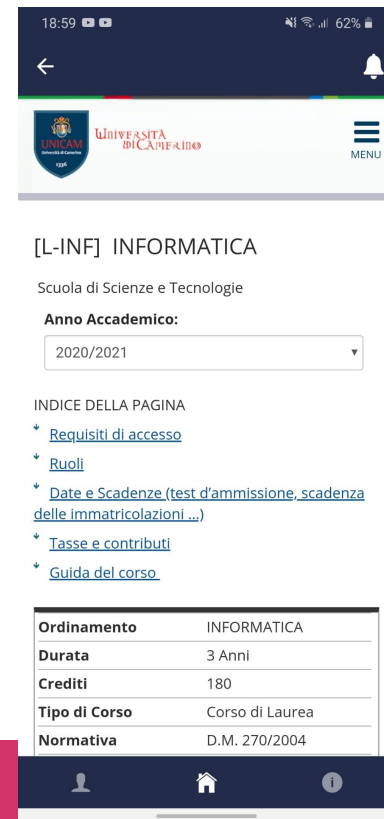 18:59 62%
UNICAM
Università di Camerino
1336
UNIVERSITÀ
DI CAMERINO
MENU
[L-INF] INFORMATICA
Scuola di Scienze e Tecnologie
Anno Accademico:
2020/2021
INDICE DELLA PAGINA
Requisiti di accesso
Ruoli
Date e Scadenze (test d'ammissione, scadenza
delle immatricolazioni ...)
Tasse e contributi
Guida del corso
Ordinamento INFORMATICA
Durata 3 Anni
Crediti 180
Tipo di Corso Corso di Laurea
Normativa D.M. 270/2004